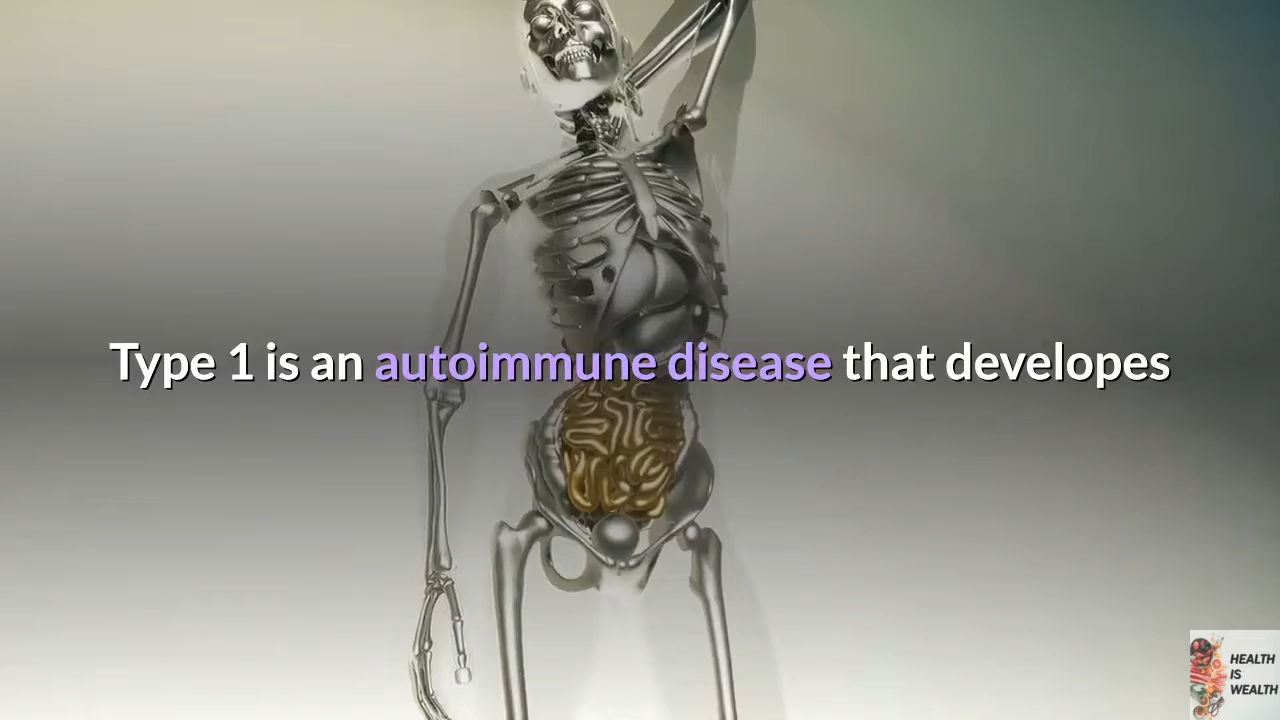 Type 1 is an autoimmune disease that developes
HEALTH
IS
WEALTH